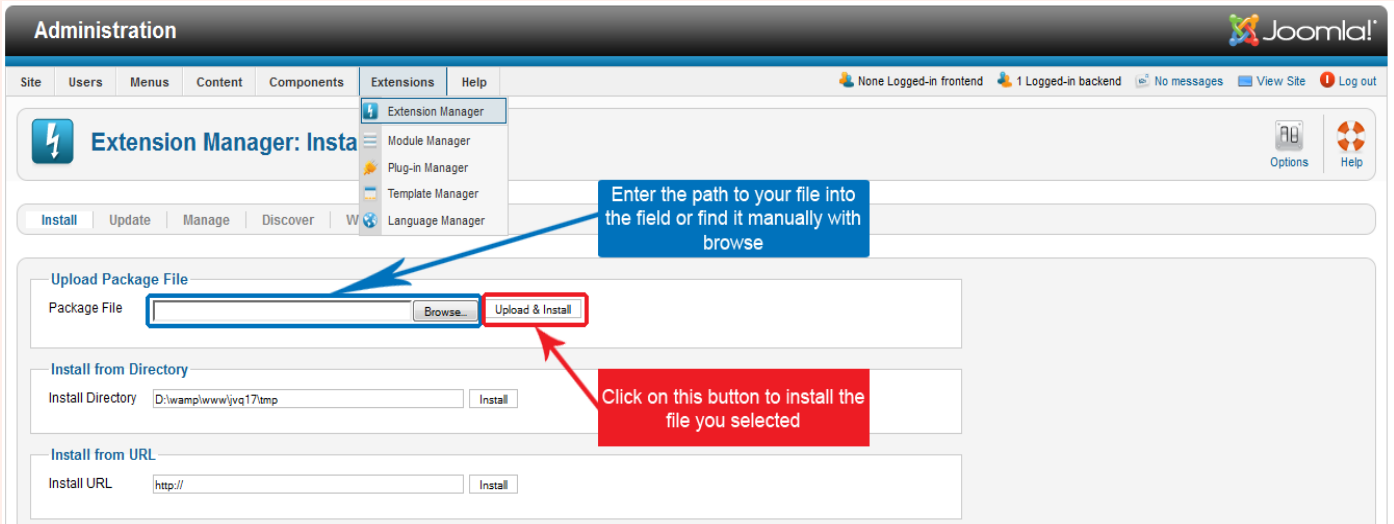 Administration
Joomla!
Site Users Menus Content Components Extensions Help
None Logged-in frontend 1 Logged-in backend No messages View Site Log out
Extension Manager
Module Manager
Plug-in Manager
Template Manager
Language Manager
Extension Manager: Insta
Options Help
Install Update Manage Discover W
Enter the path to your file into
the field or find it manually with
browse
Upload Package File
Package File Browse... Upload & Install
Install from Directory
Install Directory D:\wamp\www\jvq17\tmp Install
Click on this button to install the
file you selected
Install from URL
Install URL http:// Install